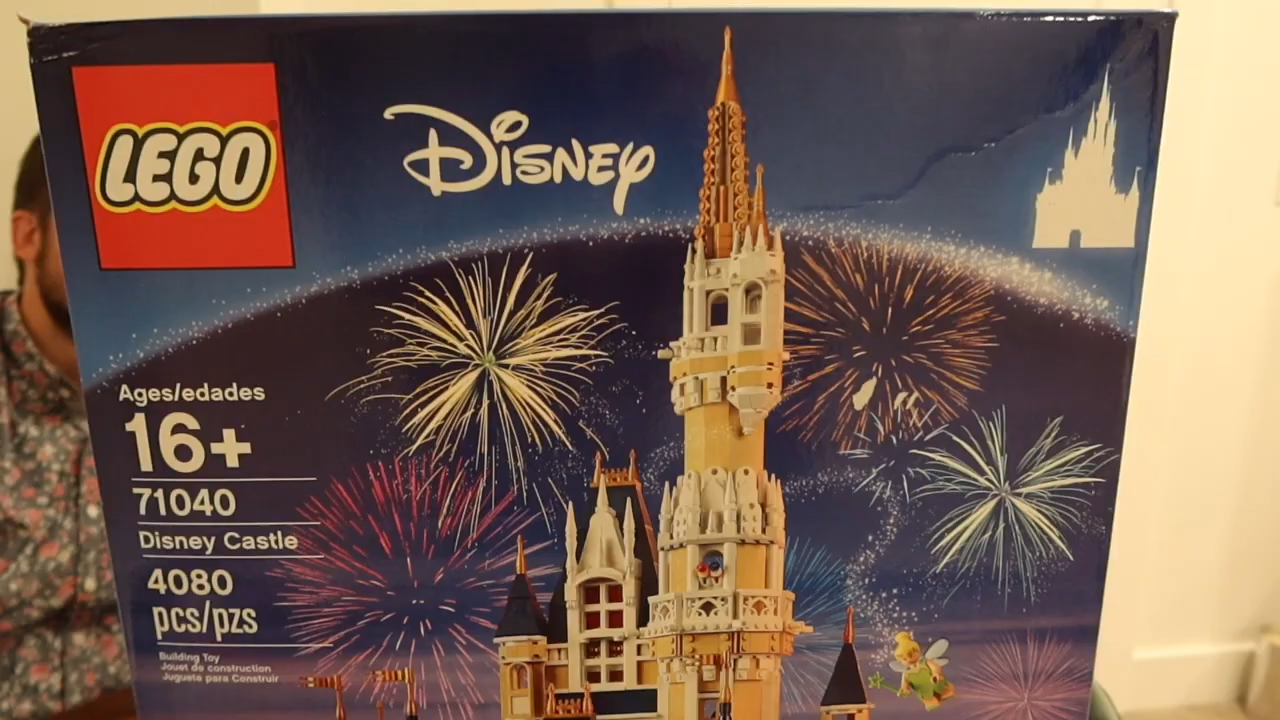 LEGO
DISNEY
Ages/edades
16+
71040
Disney Castle
4080
pcs/pzs
Building Toy
Jouet de construction
Juguete para Construir